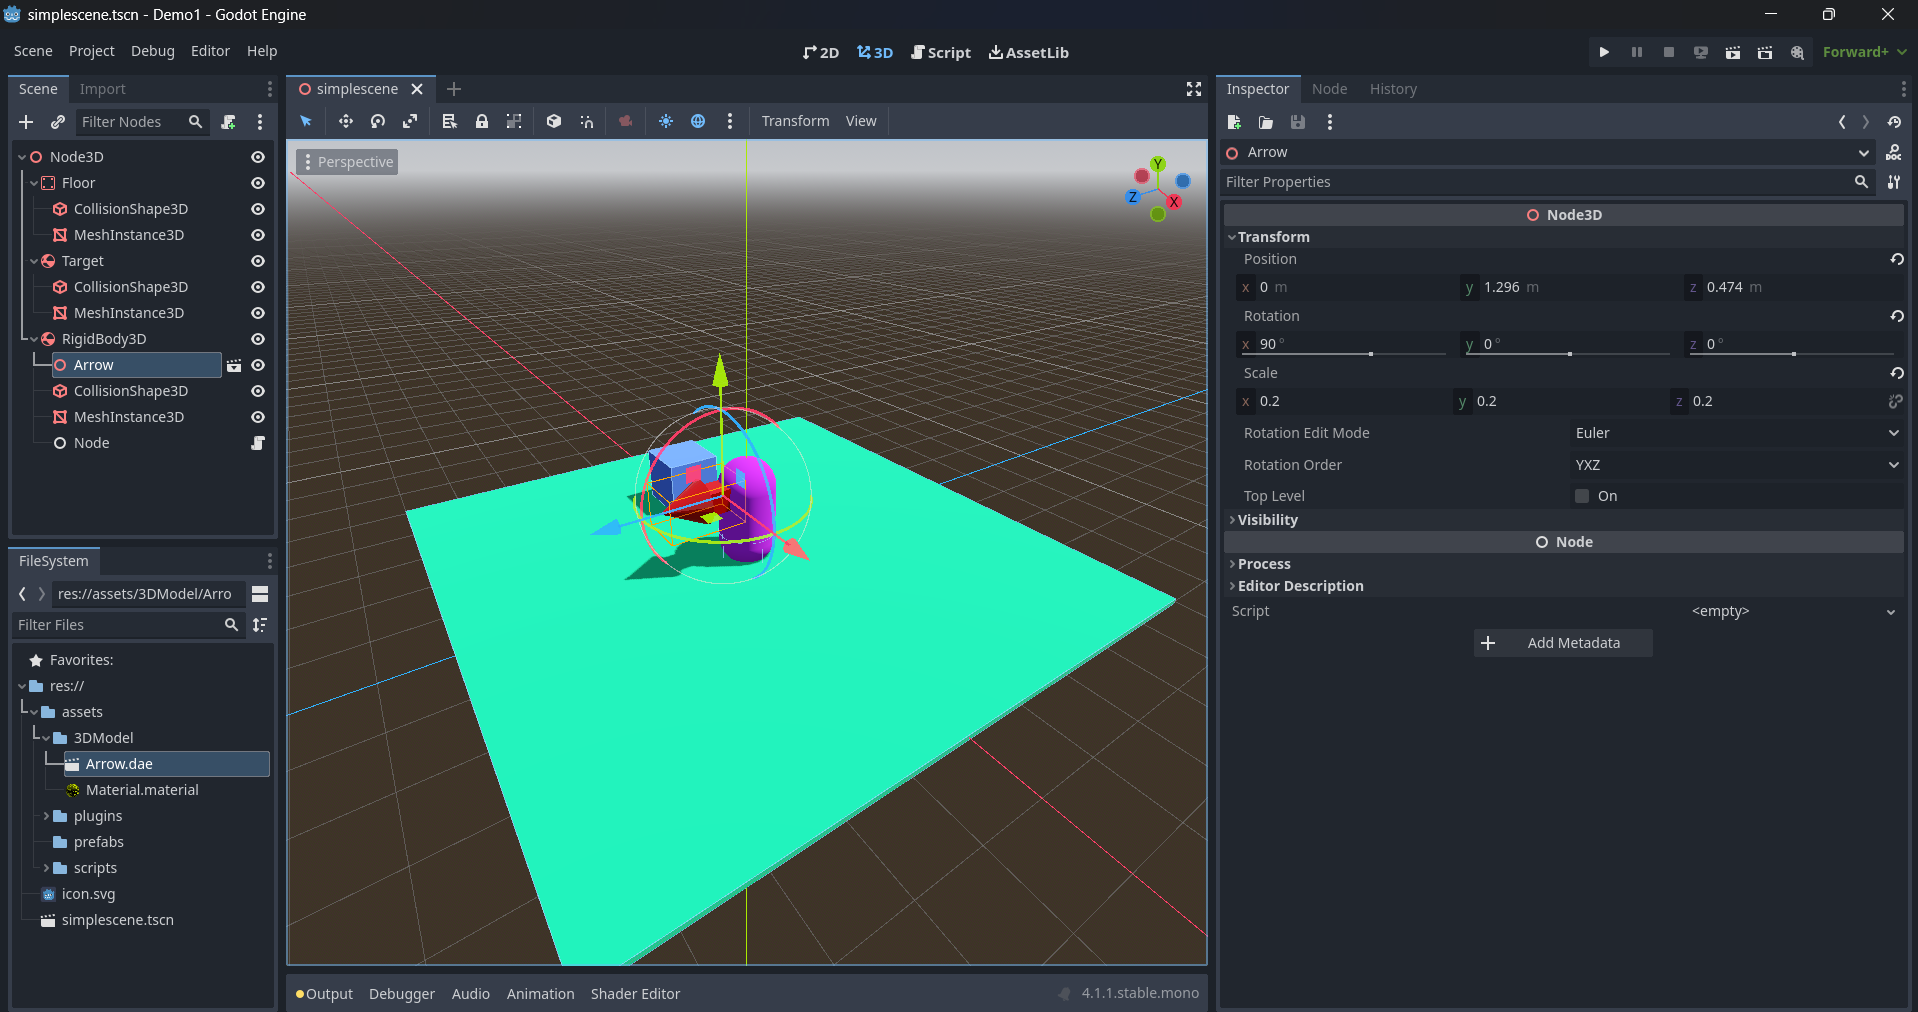 simplescene.tscn - Demo1 - Godot Engine
Scene Project Debug Editor Help
2D 3D Script AssetLib
Forward+
Scene Import
Filter Nodes
Node3D
Floor
CollisionShape3D
MeshInstance3D
Target
CollisionShape3D
MeshInstance3D
RigidBody3D
Arrow
CollisionShape3D
MeshInstance3D
Node
FileSystem
res://assets/3DModel/Arro
Filter Files
Favorites:
res://
assets
3DModel
Arrow.dae
Material.material
plugins
prefabs
scripts
icon.svg
simplescene.tscn
simplescene
Transform View
Perspective
Y
Z X
Output Debugger Audio Animation Shader Editor
4.1.1.stable.mono
Inspector Node History
Arrow
DOC
Filter Properties
Node3D
Transform
Position
x 0 m y 1.296 m z 0.474 m
Rotation
x 90 ° y 0 ° z 0 °
Scale
x 0.2 y 0.2 z 0.2
Rotation Edit Mode Euler
Rotation Order YXZ
Top Level On
Visibility
Node
Process
Editor Description
Script <empty>
Add Metadata